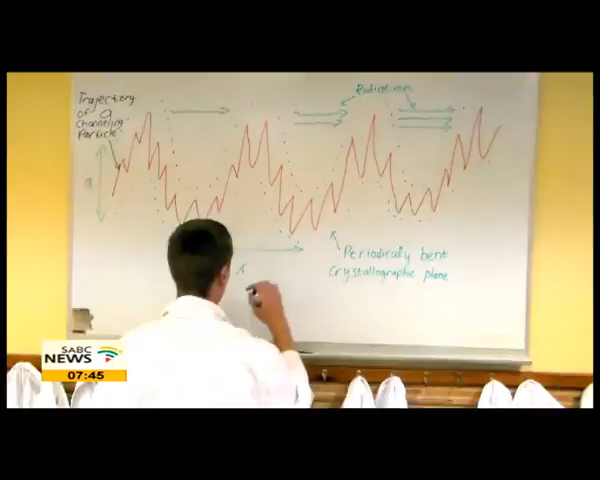 Trajectory
of a
Channeling
Particle
Radiation
a
Periodically bent
Crystallographic plane
SABC
NEWS
07:45